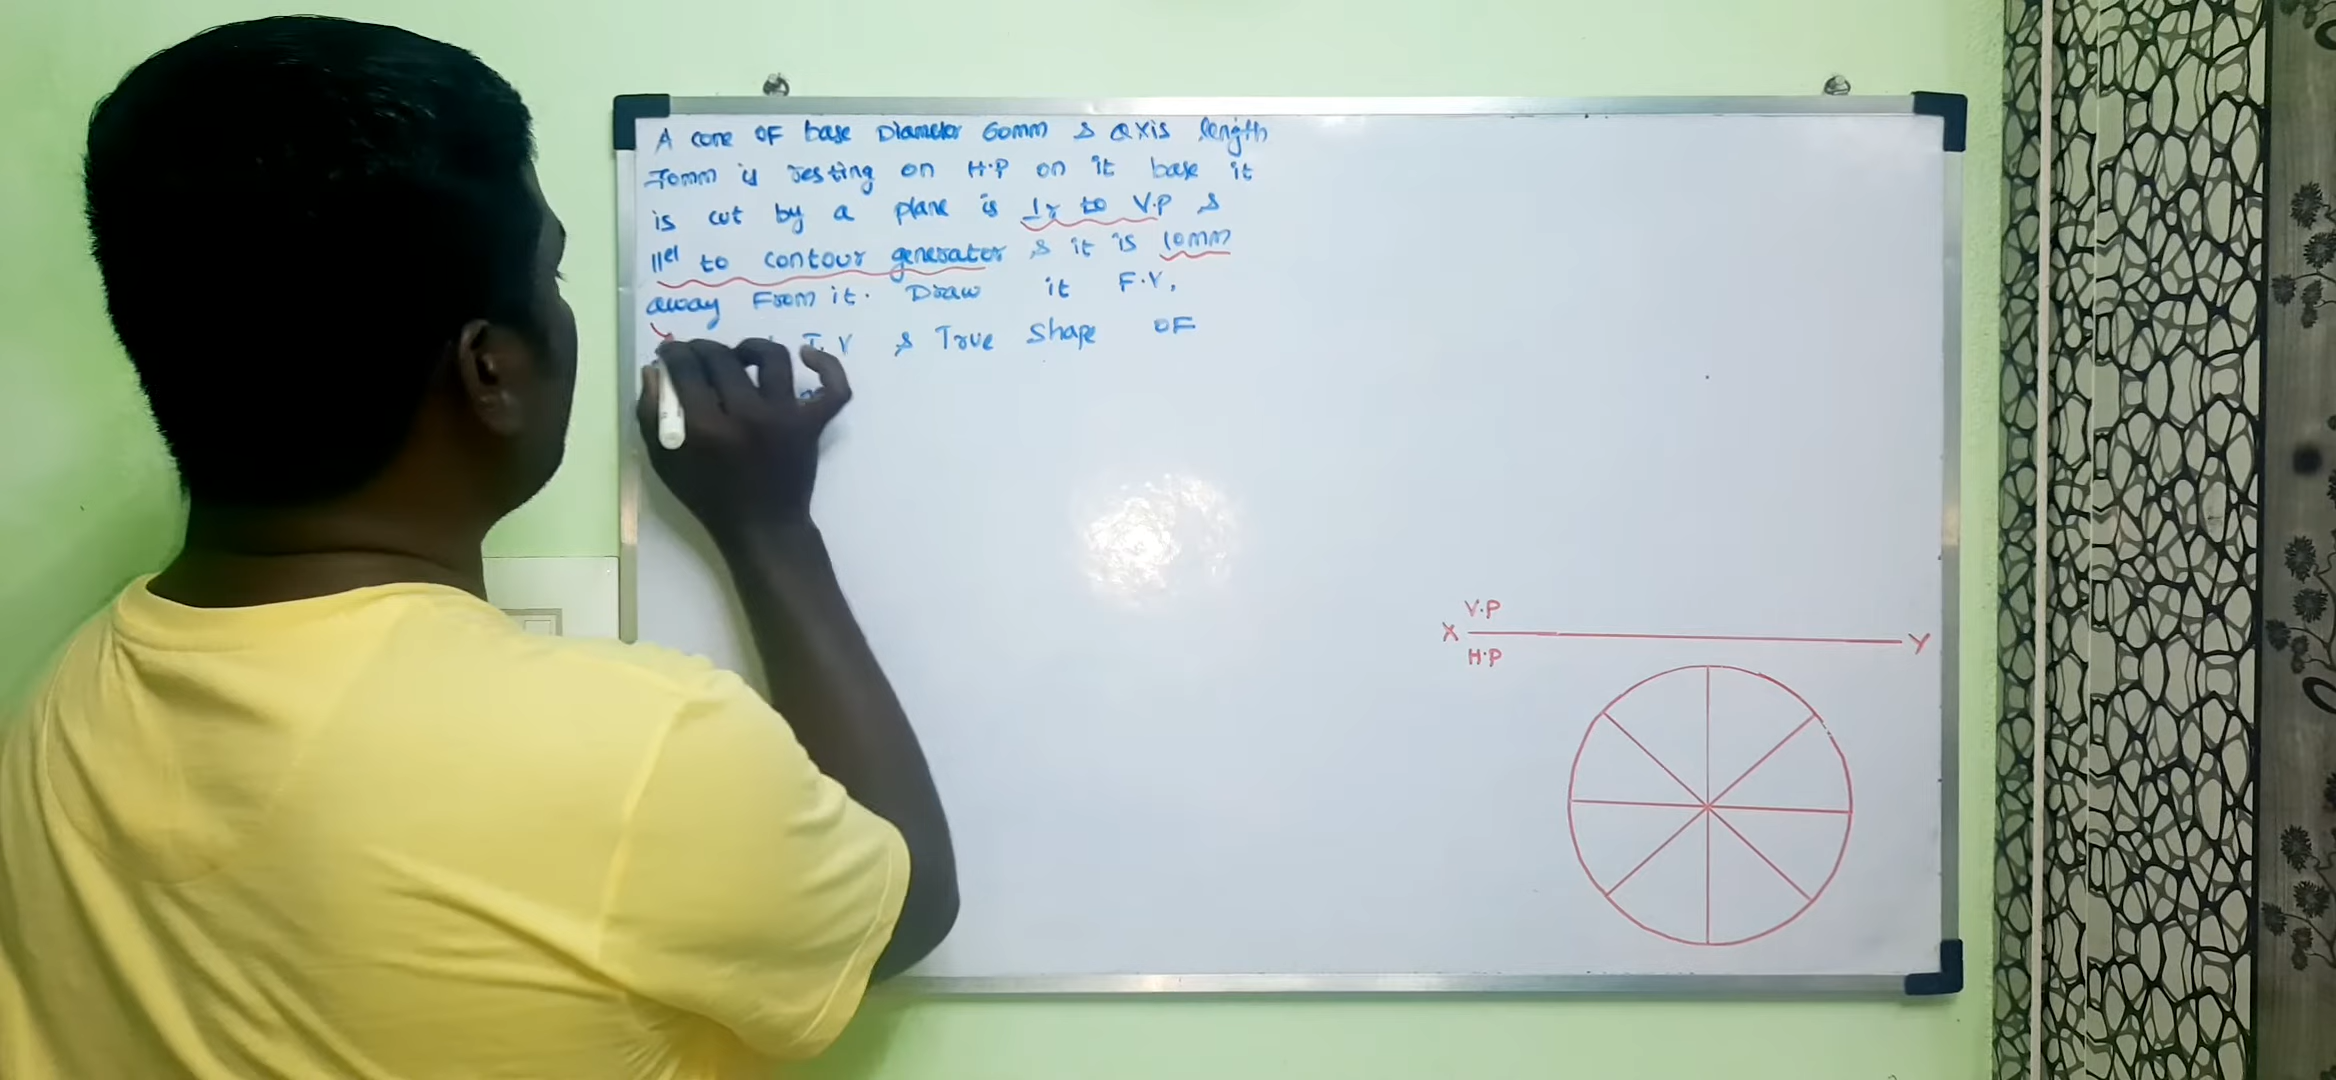 A cone OF base Diameter 60mm & axis length
70mm is resting on H.P on it base it
is cut by a plane is ⊥r to V.P &
llel to contour generator & it is 10mm
away From it. Draw it F.V,
T.V & True Shape OF
V.P
X Y
H.P